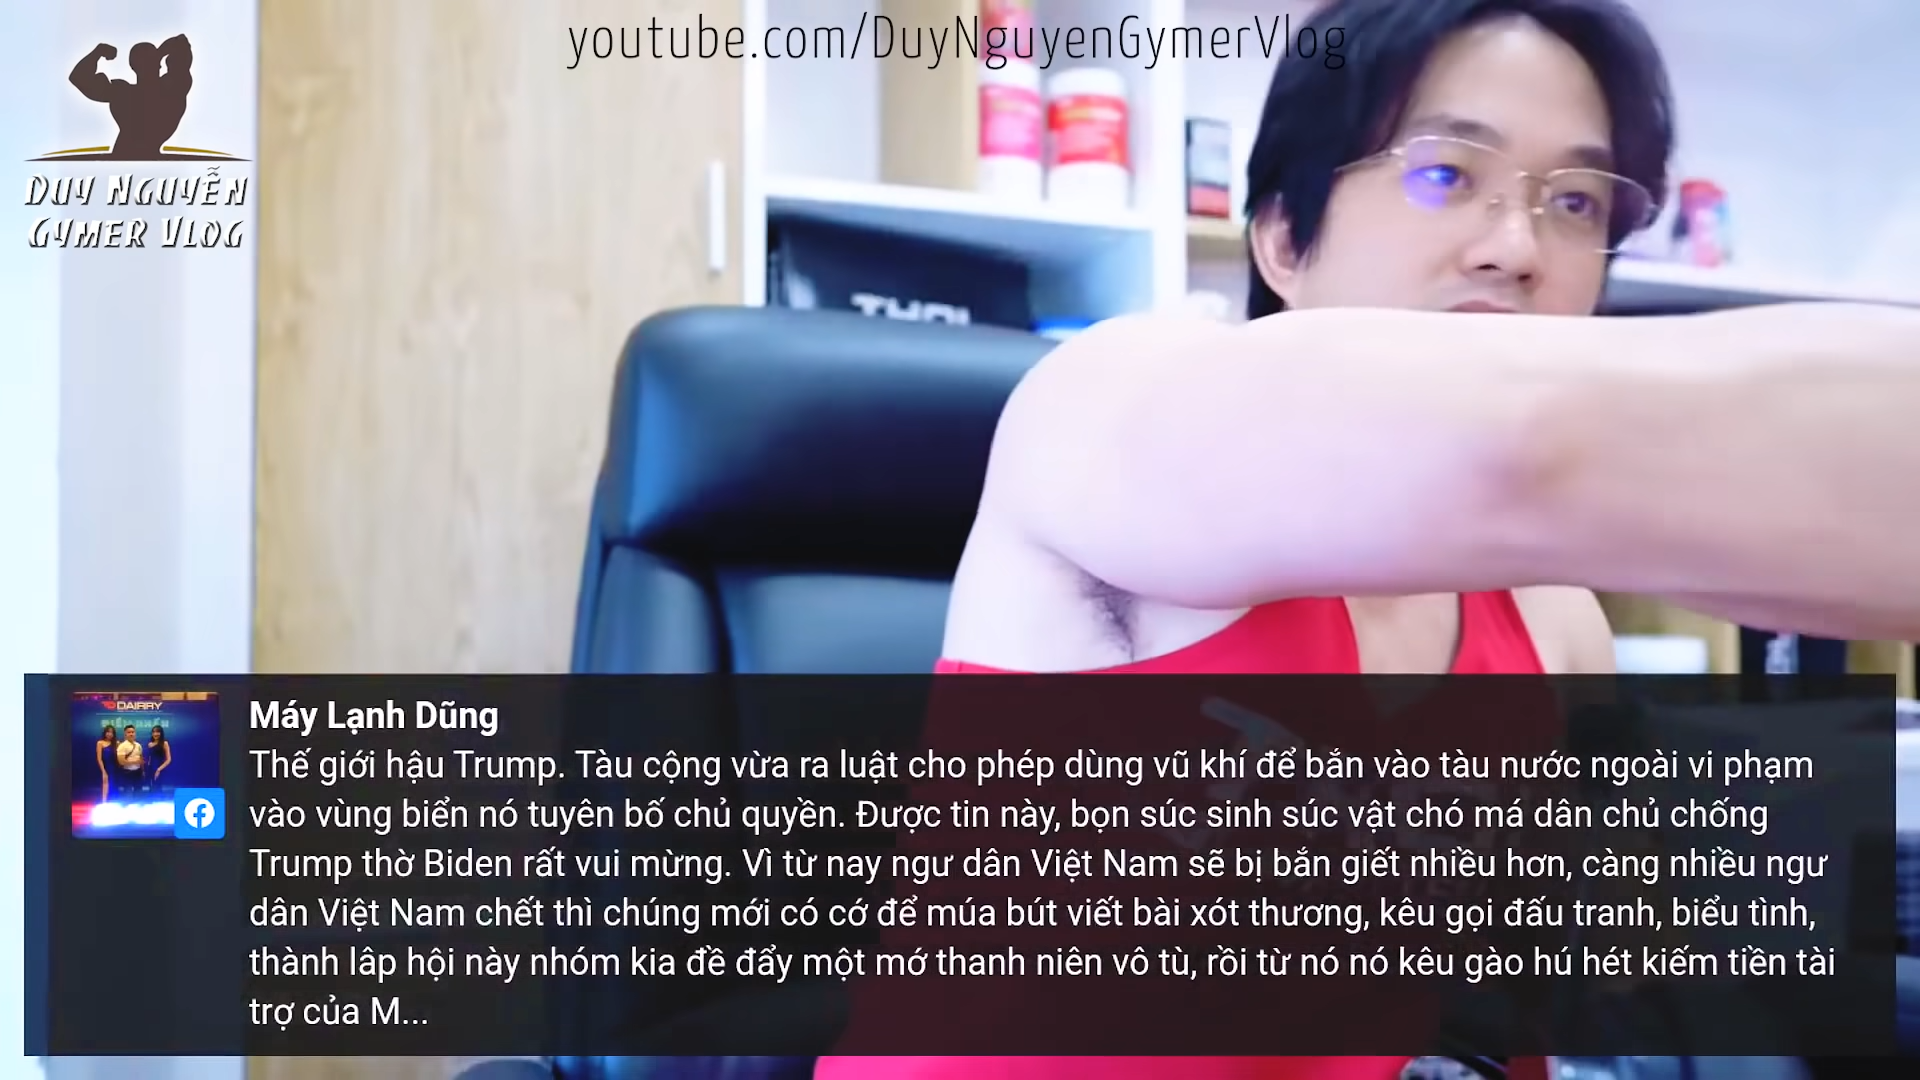 youtube.com/DuyNguyenGymerVlog
DUY NGUYỄN
GYMER VLOG
DAIRRY
Máy Lạnh Dũng
Thế giới hậu Trump. Tàu cộng vừa ra luật cho phép dùng vũ khí để bắn vào tàu nước ngoài vi phạm
vào vùng biển nó tuyên bố chủ quyền. Được tin này, bọn súc sinh súc vật chó má dân chủ chống
Trump thờ Biden rất vui mừng. Vì từ nay ngư dân Việt Nam sẽ bị bắn giết nhiều hơn, càng nhiều ngư
dân Việt Nam chết thì chúng mới có cớ để múa bút viết bài xót thương, kêu gọi đấu tranh, biểu tình,
thành lâp hội này nhóm kia đề đẩy một mớ thanh niên vô tù, rồi từ nó nó kêu gào hú hét kiếm tiền tài
trợ của M...